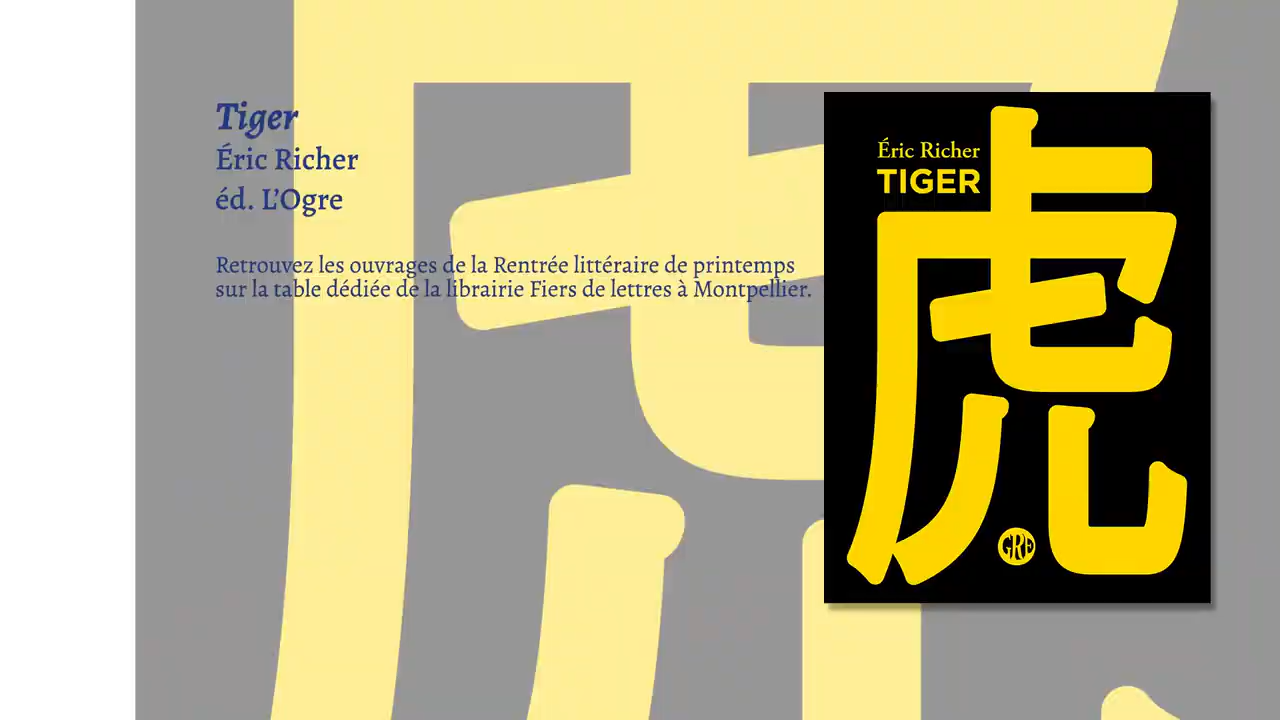 Tiger
Éric Richer
éd. L'Ogre
Retrouvez les ouvrages de la Rentrée littéraire de printemps
sur la table dédiée de la librairie Fiers de lettres à Montpellier.
Éric Richer
TIGER
虎
GRE